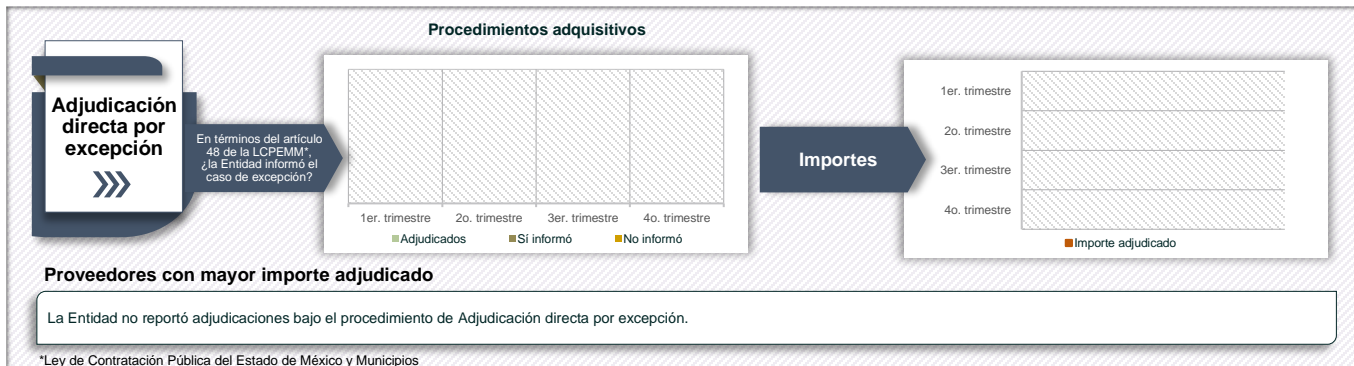 Procedimientos adquisitivos
Adjudicación
directa por
excepción
En términos del artículo
48 de la LCPEMM*,
¿la Entidad informó el
caso de excepción?
1er. trimestre 2o. trimestre 3er. trimestre 4o. trimestre
Adjudicados Sí informó No informó
Importes
1er. trimestre
2o. trimestre
3er. trimestre
4o. trimestre
Importe adjudicado
Proveedores con mayor importe adjudicado
La Entidad no reportó adjudicaciones bajo el procedimiento de Adjudicación directa por excepción.
*Ley de Contratación Pública del Estado de México y Municipios